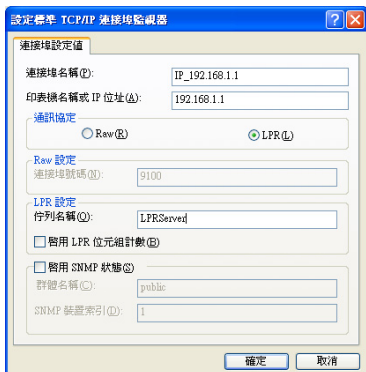 設定標準 TCP/IP 連接埠監視器
連接埠設定值
連接埠名稱(P): IP_192.168.1.1
印表機名稱或 IP 位址(A): 192.168.1.1
通訊協定
Raw(R) LPR(L)
Raw 設定
連接埠號碼(N): 9100
LPR 設定
佇列名稱(Q): LPRServer
啓用 LPR 位元組計數(B)
啓用 SNMP 狀態(S)
群體名稱(C): public
SNMP 裝置索引(D): 1
確定 取消